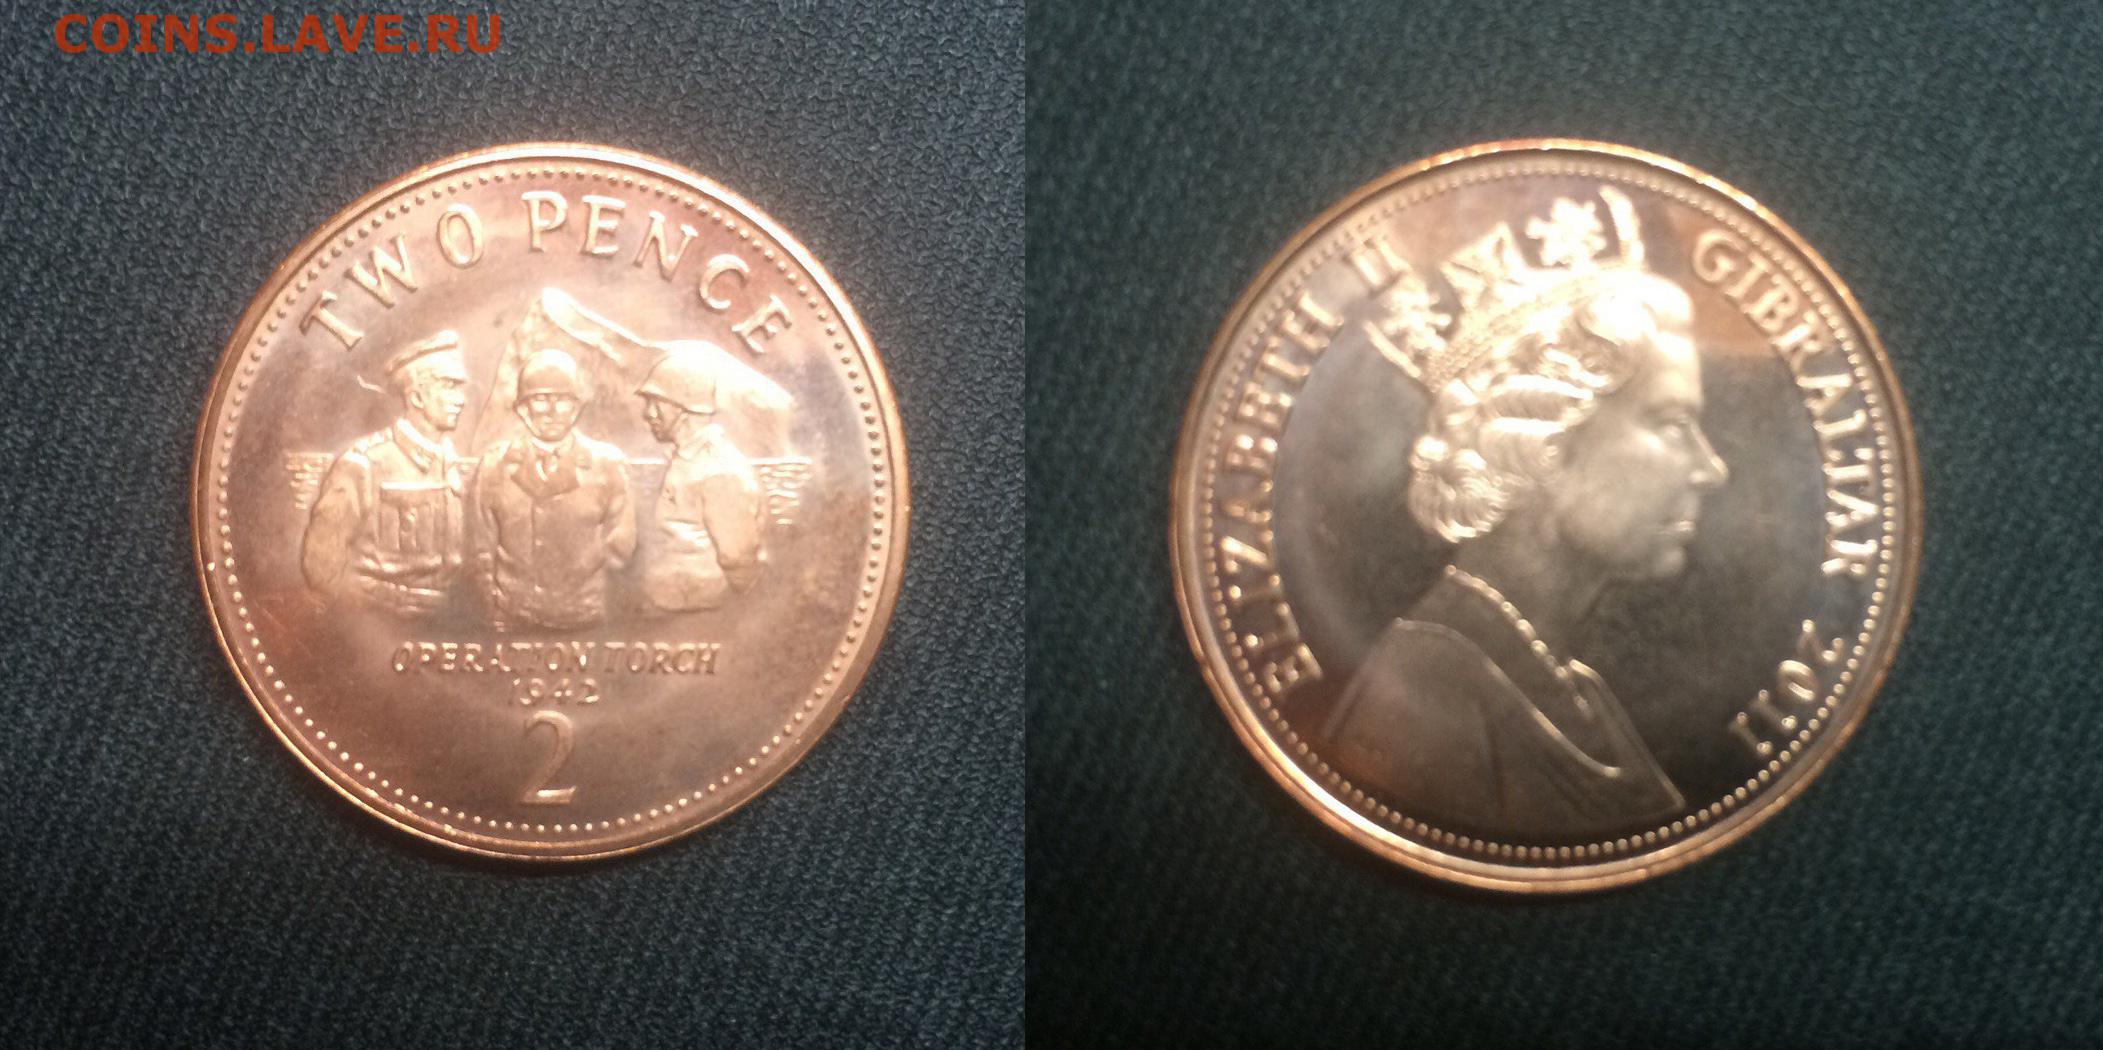 COINS.LAVE.RU
TWO PENCE
OPERATION TORCH
1942
2
ELIZABETH II
GIBRALTAR 2011